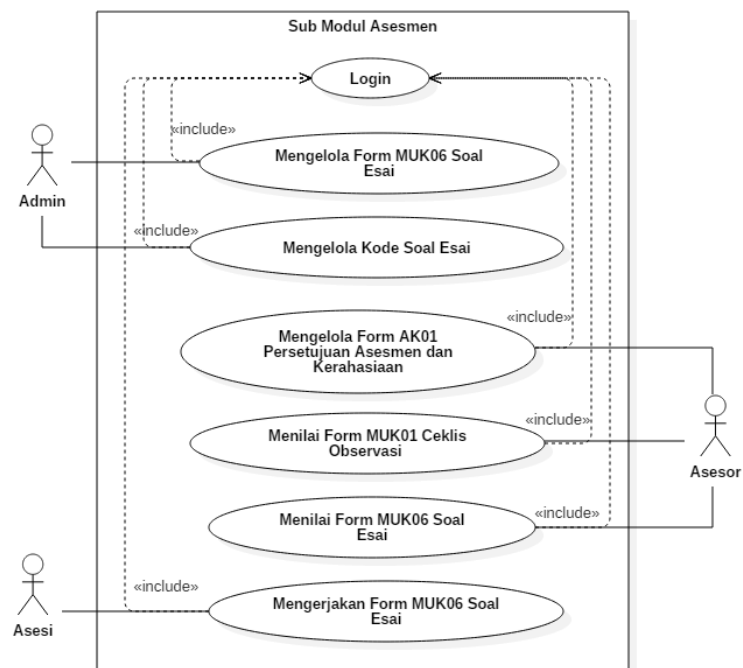 Sub Modul Asesmen
Login
«include»
Mengelola Form MUK06 Soal
Esai
Admin
«include»
Mengelola Kode Soal Esai
«include»
Mengelola Form AK01
Persetujuan Asesmen dan
Kerahasiaan
«include»
Menilai Form MUK01 Ceklis
Observasi
Asesor
«include»
Menilai Form MUK06 Soal
Esai
«include»
Mengerjakan Form MUK06 Soal
Esai
Asesi